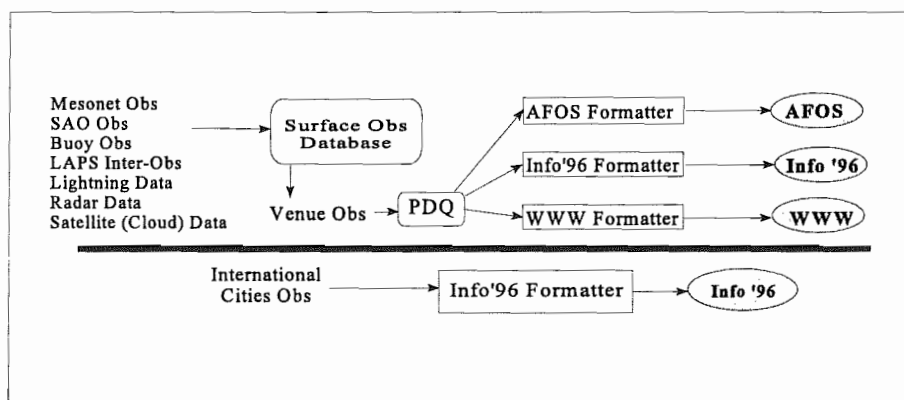 Mesonet Obs
SAO Obs
Buoy Obs
LAPS Inter-Obs
Lightning Data
Radar Data
Satellite (Cloud) Data
Surface Obs
Database
Venue Obs
PDQ
AFOS Formatter
AFOS
Info'96 Formatter
Info '96
WWW Formatter
WWW
International
Cities Obs
Info'96 Formatter
Info '96